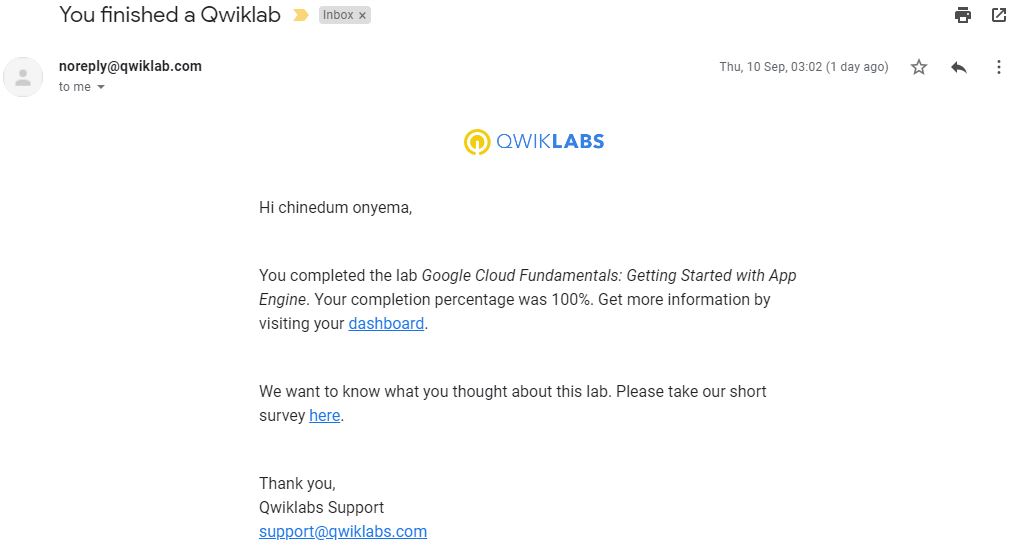 You finished a Qwiklab Inbox x
noreply@qwiklab.com Thu, 10 Sep, 03:02 (1 day ago)
to me
QWIKLABS
Hi chinedum onyema,
You completed the lab Google Cloud Fundamentals: Getting Started with App
Engine. Your completion percentage was 100%. Get more information by
visiting your dashboard.
We want to know what you thought about this lab. Please take our short
survey here.
Thank you,
Qwiklabs Support
support@qwiklabs.com